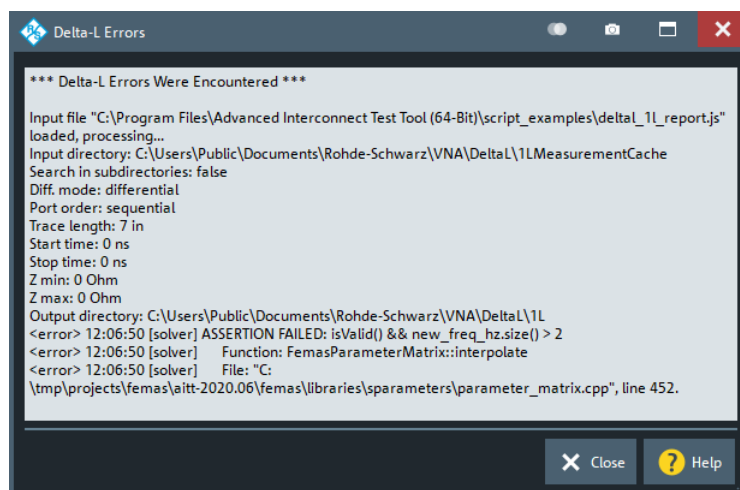 Delta-L Errors
*** Delta-L Errors Were Encountered ***
Input file "C:\Program Files\Advanced Interconnect Test Tool (64-Bit)\script_examples\deltal_1l_report.js"
loaded, processing...
Input directory: C:\Users\Public\Documents\Rohde-Schwarz\VNA\DeltaL\1LMeasurementCache
Search in subdirectories: false
Diff. mode: differential
Port order: sequential
Trace length: 7 in
Start time: 0 ns
Stop time: 0 ns
Z min: 0 Ohm
Z max: 0 Ohm
Output directory: C:\Users\Public\Documents\Rohde-Schwarz\VNA\DeltaL\1L
<error> 12:06:50 [solver] ASSERTION FAILED: isValid() && new_freq_hz.size() > 2
<error> 12:06:50 [solver] Function: FemasParameterMatrix::interpolate
<error> 12:06:50 [solver] File: "C:
\tmp\projects\femas\aitt-2020.06\femas\libraries\sparameters\parameter_matrix.cpp", line 452.
Close
? Help